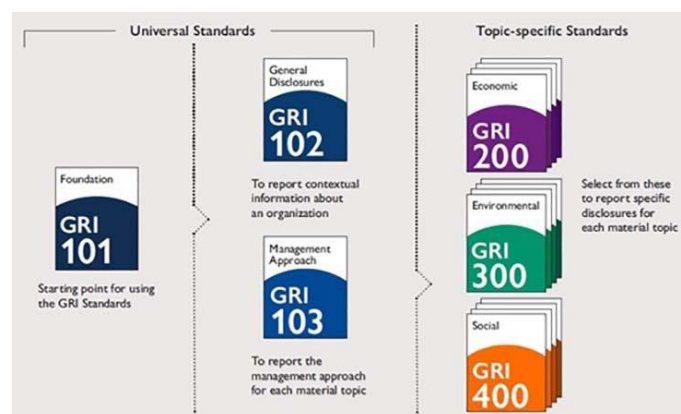 Universal Standards
Topic-specific Standards
Foundation
GRI
101
Starting point for using
the GRI Standards
General
Disclosures
GRI
102
To report contextual
information about
an organization
Management
Approach
GRI
103
To report the
management approach
for each material topic
Economic
GRI
200
Environmental
GRI
300
Social
GRI
400
Select from these
to report specific
disclosures for
each material topic